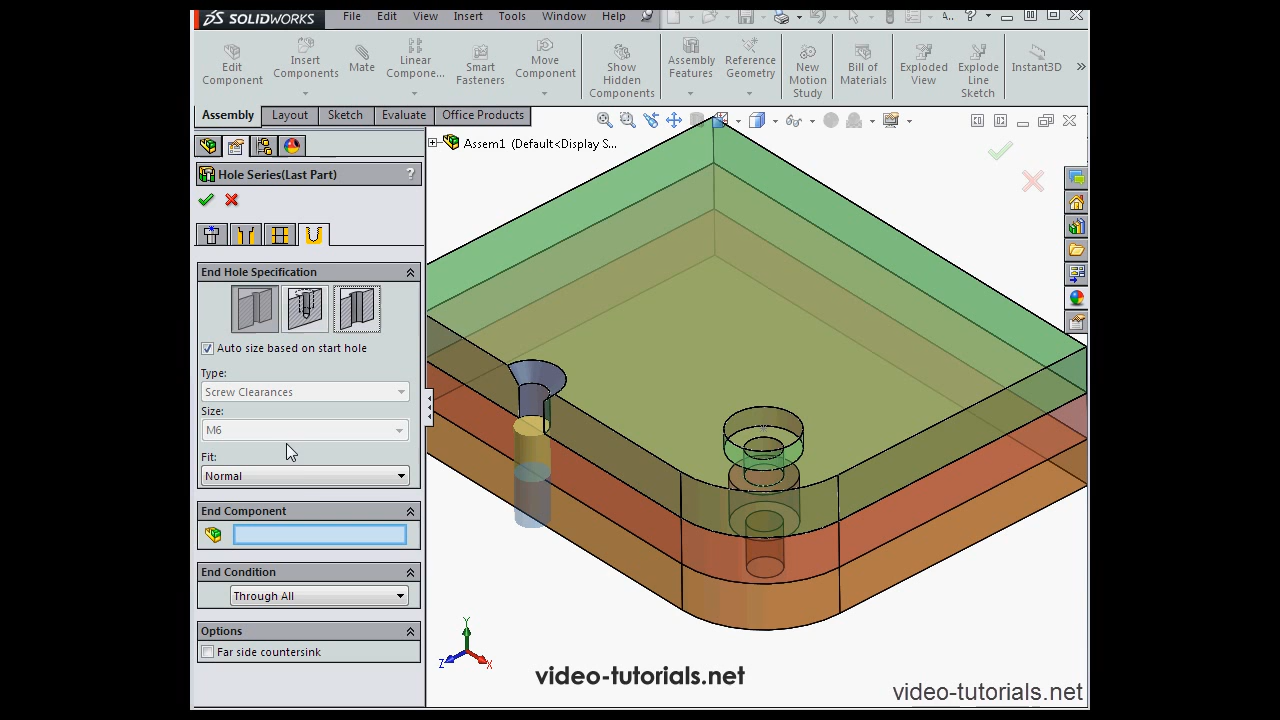 SOLIDWORKS File Edit View Insert Tools Window Help A.. ?
Edit Component
Insert Components
Mate
Linear Compone...
Smart Fasteners
Move Component
Show Hidden Components
Assembly Features
Reference Geometry
New Motion Study
Bill of Materials
Exploded View
Explode Line Sketch
Instant3D
»
Assembly Layout Sketch Evaluate Office Products
Assem1 (Default<Display S...
Hole Series(Last Part) ?
End Hole Specification
Auto size based on start hole
Type:
Screw Clearances
Size:
M6
Fit:
Normal
End Component
End Condition
Through All
Options
Far side countersink
Y
Z X
video-tutorials.net
video-tutorials.net